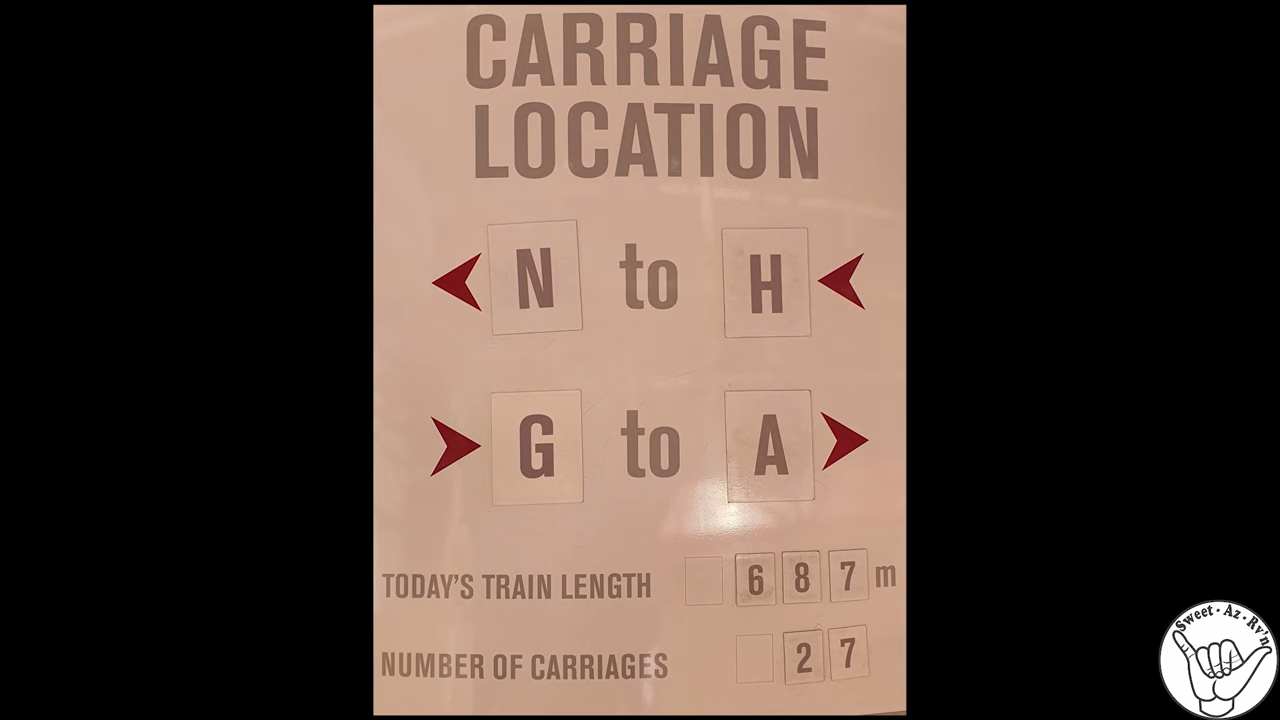 CARRIAGE
LOCATION
N to H
G to A
TODAY'S TRAIN LENGTH 687 m
NUMBER OF CARRIAGES 27
Sweet · Az · Rv'n